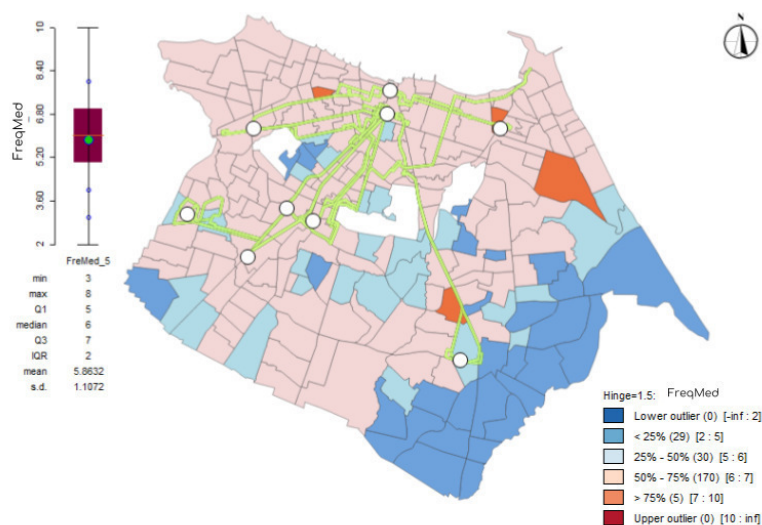 N
10
8.40
6.80
5.20
3.60
2
FreqMed
FreMed_5
min 3
max 8
Q1 5
median 6
Q3 7
IQR 2
mean 5.8632
s.d. 1.1072
Hinge=1.5: FreqMed
Lower outlier (0) [-inf : 2]
< 25% (29) [2 : 5]
25% - 50% (30) [5 : 6]
50% - 75% (170) [6 : 7]
> 75% (5) [7 : 10]
Upper outlier (0) [10 : inf]